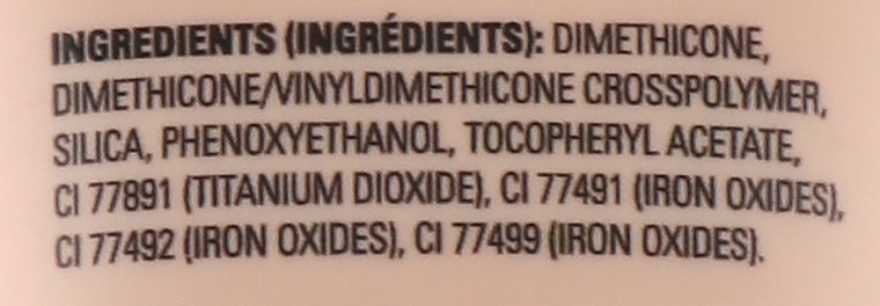 INGREDIENTS (INGRÉDIENTS): DIMETHICONE,
DIMETHICONE/VINYLDIMETHICONE CROSSPOLYMER,
SILICA, PHENOXYETHANOL, TOCOPHERYL ACETATE,
CI 77891 (TITANIUM DIOXIDE), CI 77491 (IRON OXIDES),
CI 77492 (IRON OXIDES), CI 77499 (IRON OXIDES).